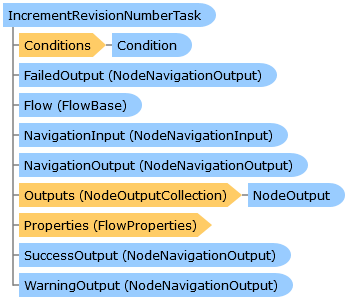 IncrementRevisionNumberTask
Conditions Condition
FailedOutput (NodeNavigationOutput)
Flow (FlowBase)
NavigationInput (NodeNavigationInput)
NavigationOutput (NodeNavigationOutput)
Outputs (NodeOutputCollection) NodeOutput
Properties (FlowProperties)
SuccessOutput (NodeNavigationOutput)
WarningOutput (NodeNavigationOutput)